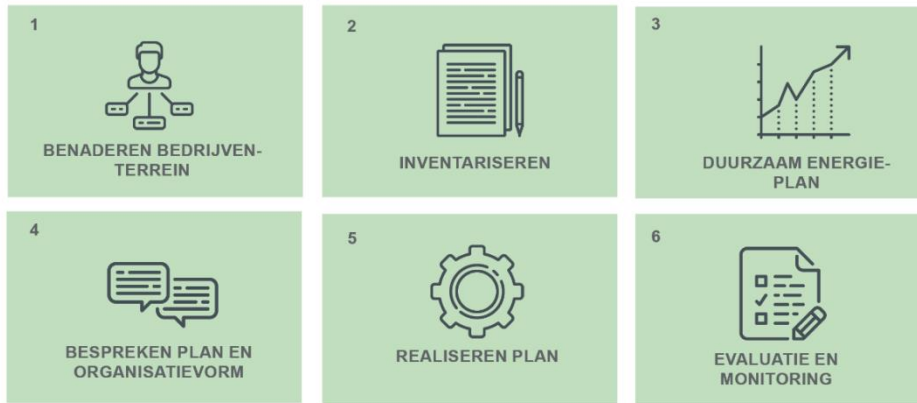 1
BENADEREN BEDRIJVEN-
TERREIN
2
INVENTARISEREN
3
DUURZAAM ENERGIE-
PLAN
4
BESPREKEN PLAN EN
ORGANISATIEVORM
5
REALISEREN PLAN
6
EVALUATIE EN
MONITORING